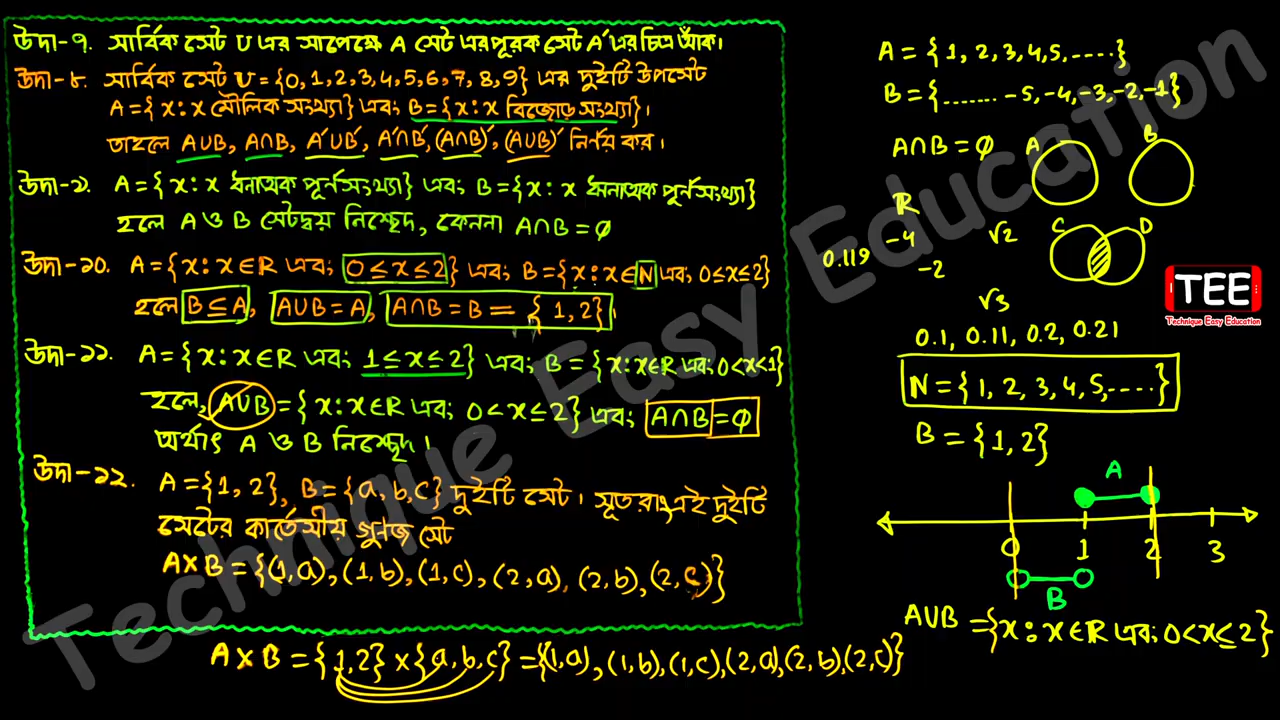 উদা-৭. সার্বিক সেট U এর সাপেক্ষে A সেট এর পূরক সেট A′ এর চিত্র আঁক।
উদা-৮. সার্বিক সেট U = {0, 1, 2, 3, 4, 5, 6, 7, 8, 9} এর দুইটি উপসেট
A = {x : x মৌলিক সংখ্যা} এবং B = {x : x বিজোড় সংখ্যা}।
তাহলে A∪B, A∩B, A′∪B′, A′∩B′, (A∩B)′, (A∪B)′ নির্ণয় কর।
উদা-৯. A = {x : x ধনাত্মক পূর্ণসংখ্যা} এবং B = {x : x ধনাত্মক পূর্ণসংখ্যা}
হলে A ও B সেটদ্বয় নিশ্ছেদ, কেননা A∩B = φ
উদা-১০. A = {x : x ∈ R এবং 0 ≤ x ≤ 2} এবং B = {x : x ∈ N এবং 0 ≤ x ≤ 2}
হলে B ⊆ A, A∪B = A, A∩B = B = {1, 2}
উদা-১১. A = {x : x ∈ R এবং 1 ≤ x ≤ 2} এবং B = {x : x ∈ R এবং 0 < x < 1}
হলে, A∪B = {x : x ∈ R এবং 0 < x ≤ 2} এবং A∩B = φ
অর্থাৎ A ও B নিশ্ছেদ।
উদা-১২. A = {1, 2}, B = {a, b, c} দুইটি সেট। সুতরাং এই দুইটি
সেটের কার্তেসীয় গুণজ সেট
A×B = {(1, a), (1, b), (1, c), (2, a), (2, b), (2, c)}
A×B = {1, 2} × {a, b, c} = {(1, a), (1, b), (1, c), (2, a), (2, b), (2, c)}
A = {1, 2, 3, 4, 5, .....}
B = {....... -5, -4, -3, -2, -1}
A∩B = φ
A B
C D
R
-4 √2
0.119
-2
√3
0.1, 0.11, 0.2, 0.21
N = {1, 2, 3, 4, 5, .....}
B = {1, 2}
A
0 1 2 3
B
A∪B = {x : x ∈ R এবং 0 < x ≤ 2}
TEE
Technique Easy Education
Technique Easy Education